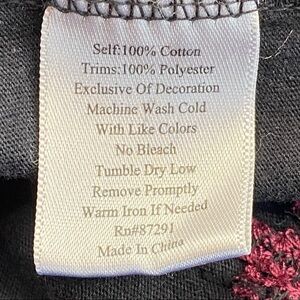 Self:100% Cotton
Trims:100% Polyester
Exclusive Of Decoration
Machine Wash Cold
With Like Colors
No Bleach
Tumble Dry Low
Remove Promptly
Warm Iron If Needed
Rn#87291
Made In China